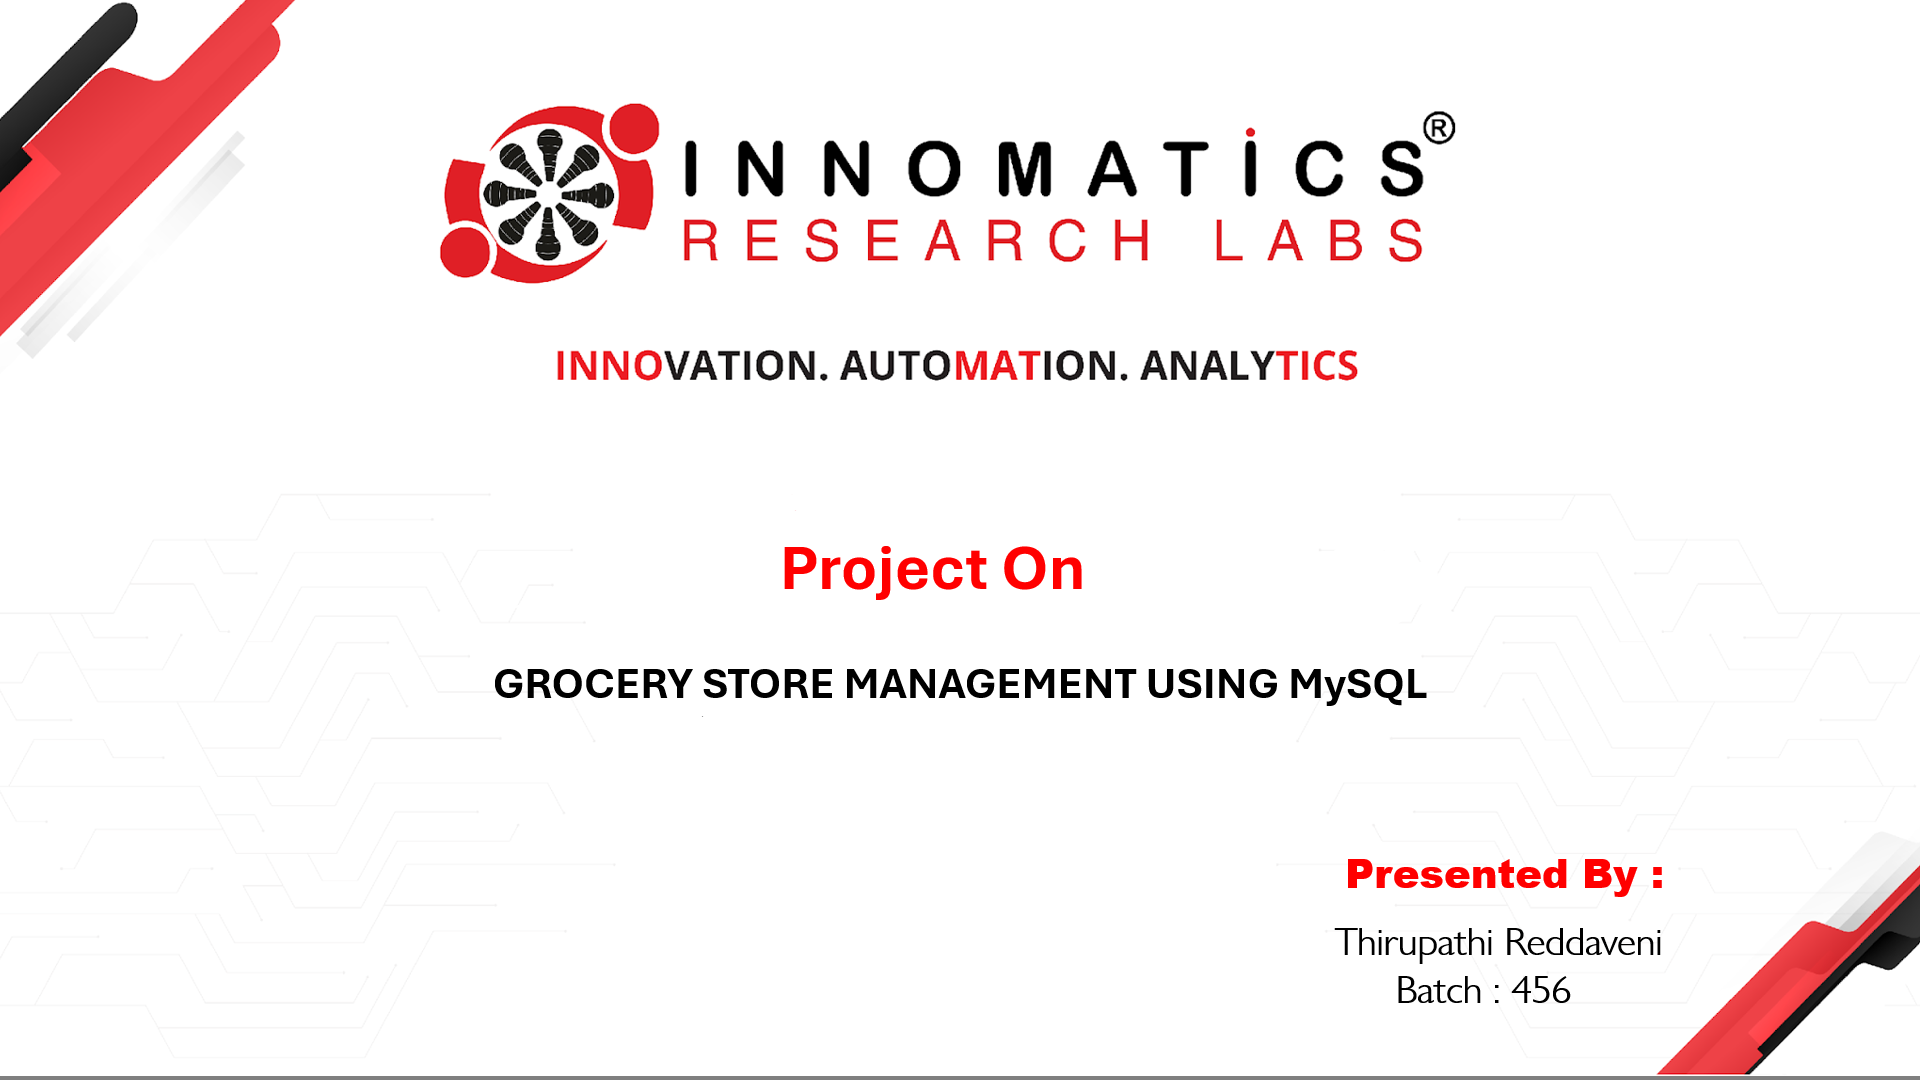 INNOMATICS®
RESEARCH LABS
INNOVATION. AUTOMATION. ANALYTICS
Project On
GROCERY STORE MANAGEMENT USING MySQL
Presented By :
Thirupathi Reddaveni
Batch : 456